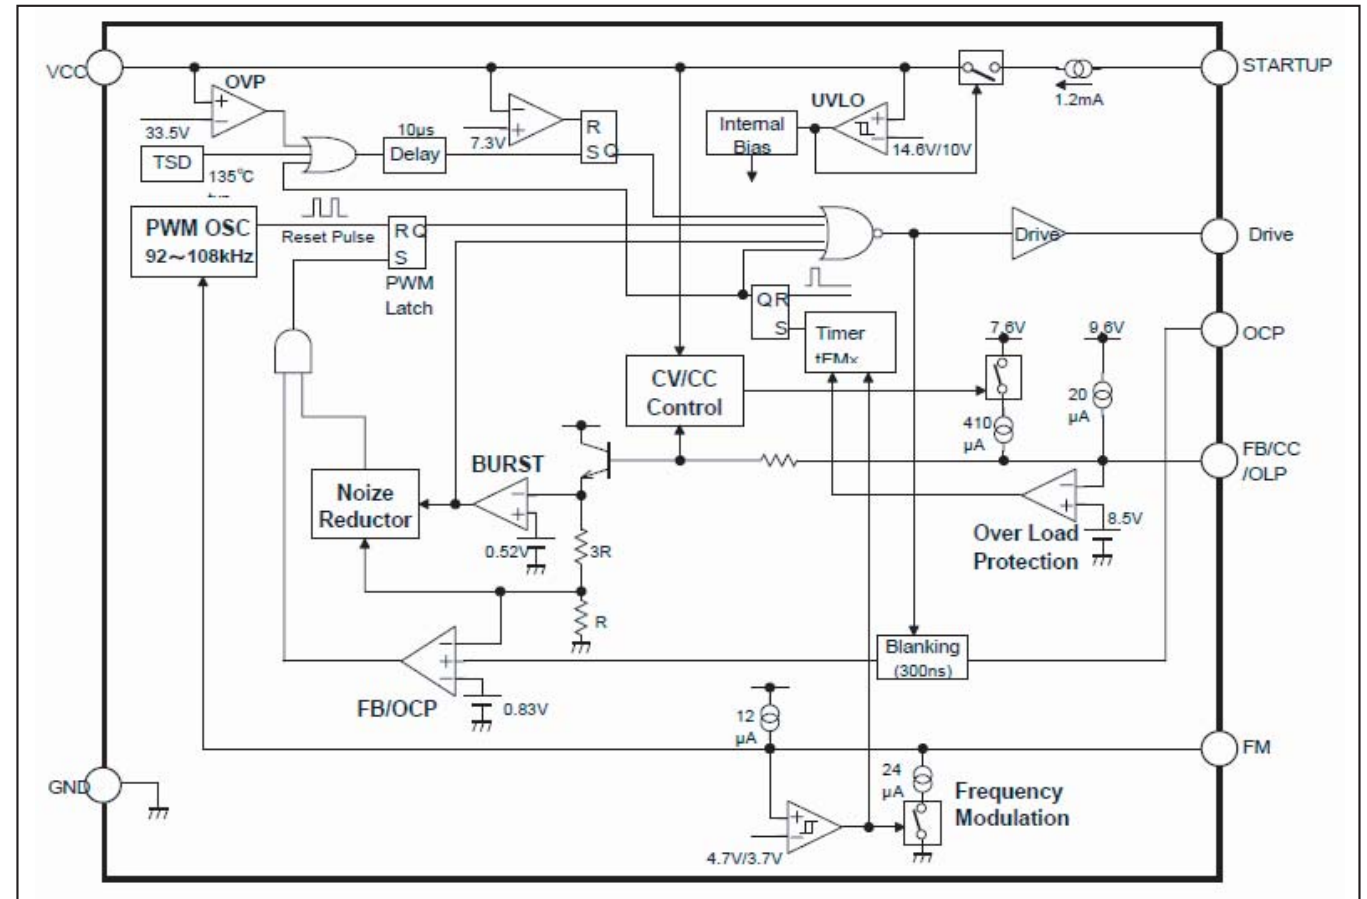 VCC
OVP
33.5V
TSD
135°C
10μs
Delay
7.3V
R
S Q
UVLO
Internal
Bias
14.6V/10V
1.2mA
STARTUP
PWM OSC
92～108kHz
Reset Pulse
R Q
S
PWM
Latch
Drive
Drive
Q R
S
Timer
7.6V
9.6V
OCP
CV/CC
Control
410
μA
20
μA
FB/CC
/OLP
BURST
Noize
Reductor
0.52V
3R
R
8.5V
Over Load
Protection
Blanking
(300ns)
FB/OCP
0.83V
12
μA
FM
GND
24
μA
Frequency
Modulation
4.7V/3.7V